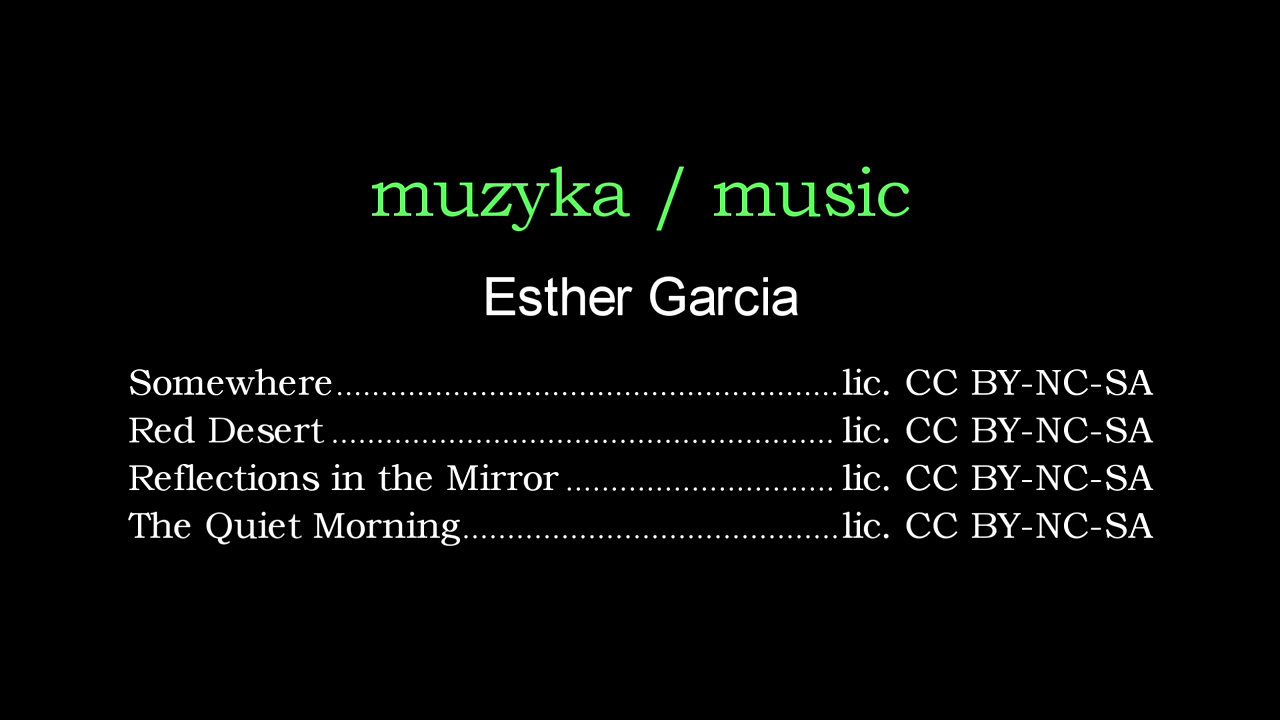 muzyka / music
Esther Garcia
Somewhere........................................................lic. CC BY-NC-SA
Red Desert ........................................................ lic. CC BY-NC-SA
Reflections in the Mirror .............................. lic. CC BY-NC-SA
The Quiet Morning..........................................lic. CC BY-NC-SA